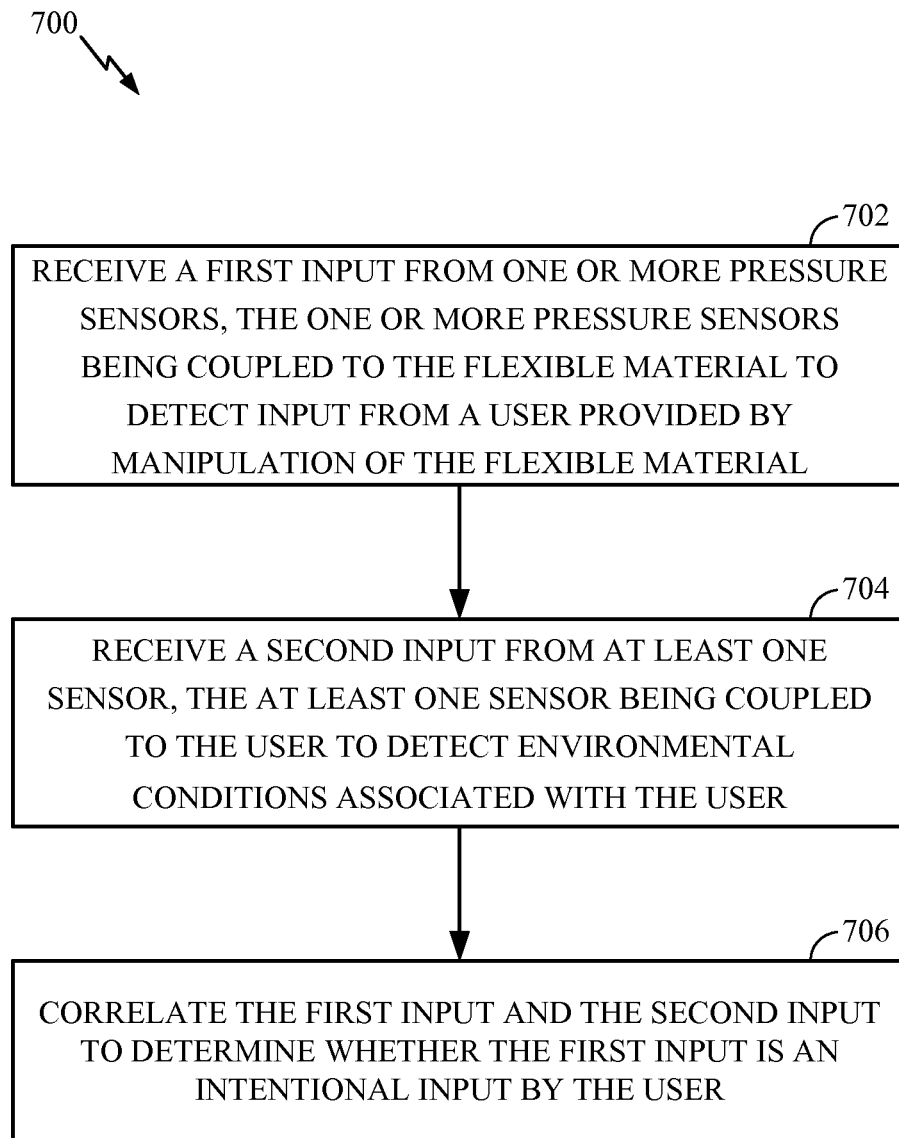 700
702
RECEIVE A FIRST INPUT FROM ONE OR MORE PRESSURE
SENSORS, THE ONE OR MORE PRESSURE SENSORS
BEING COUPLED TO THE FLEXIBLE MATERIAL TO
DETECT INPUT FROM A USER PROVIDED BY
MANIPULATION OF THE FLEXIBLE MATERIAL
704
RECEIVE A SECOND INPUT FROM AT LEAST ONE
SENSOR, THE AT LEAST ONE SENSOR BEING COUPLED
TO THE USER TO DETECT ENVIRONMENTAL
CONDITIONS ASSOCIATED WITH THE USER
706
CORRELATE THE FIRST INPUT AND THE SECOND INPUT
TO DETERMINE WHETHER THE FIRST INPUT IS AN
INTENTIONAL INPUT BY THE USER